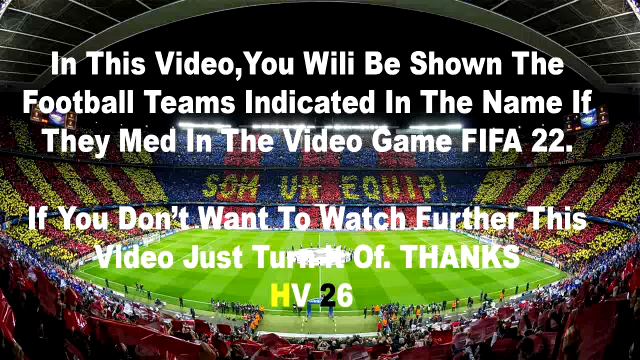 In This Video,You Wili Be Shown The
Football Teams Indicated In The Name If
They Med In The Video Game FIFA 22.
SOM UN EQUIP!
If You Don't Want To Watch Further This
Video Just Turn It Of. THANKS
HV 26